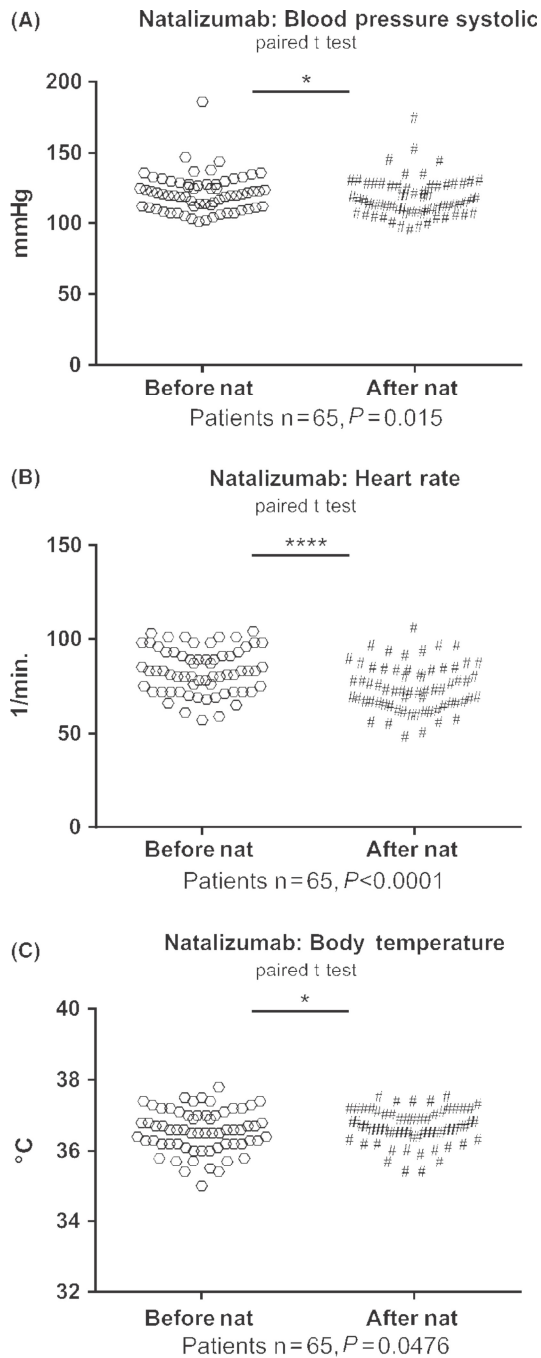 (A)
Natalizumab: Blood pressure systolic
paired t test
*
200
150
100
50
0
mmHg
Before nat
After nat
Patients n=65, P=0.015
(B)
Natalizumab: Heart rate
paired t test
****
150
100
50
0
1/min.
Before nat
After nat
Patients n=65, P<0.0001
(C)
Natalizumab: Body temperature
paired t test
*
40
38
36
34
32
°C
Before nat
After nat
Patients n=65, P=0.0476